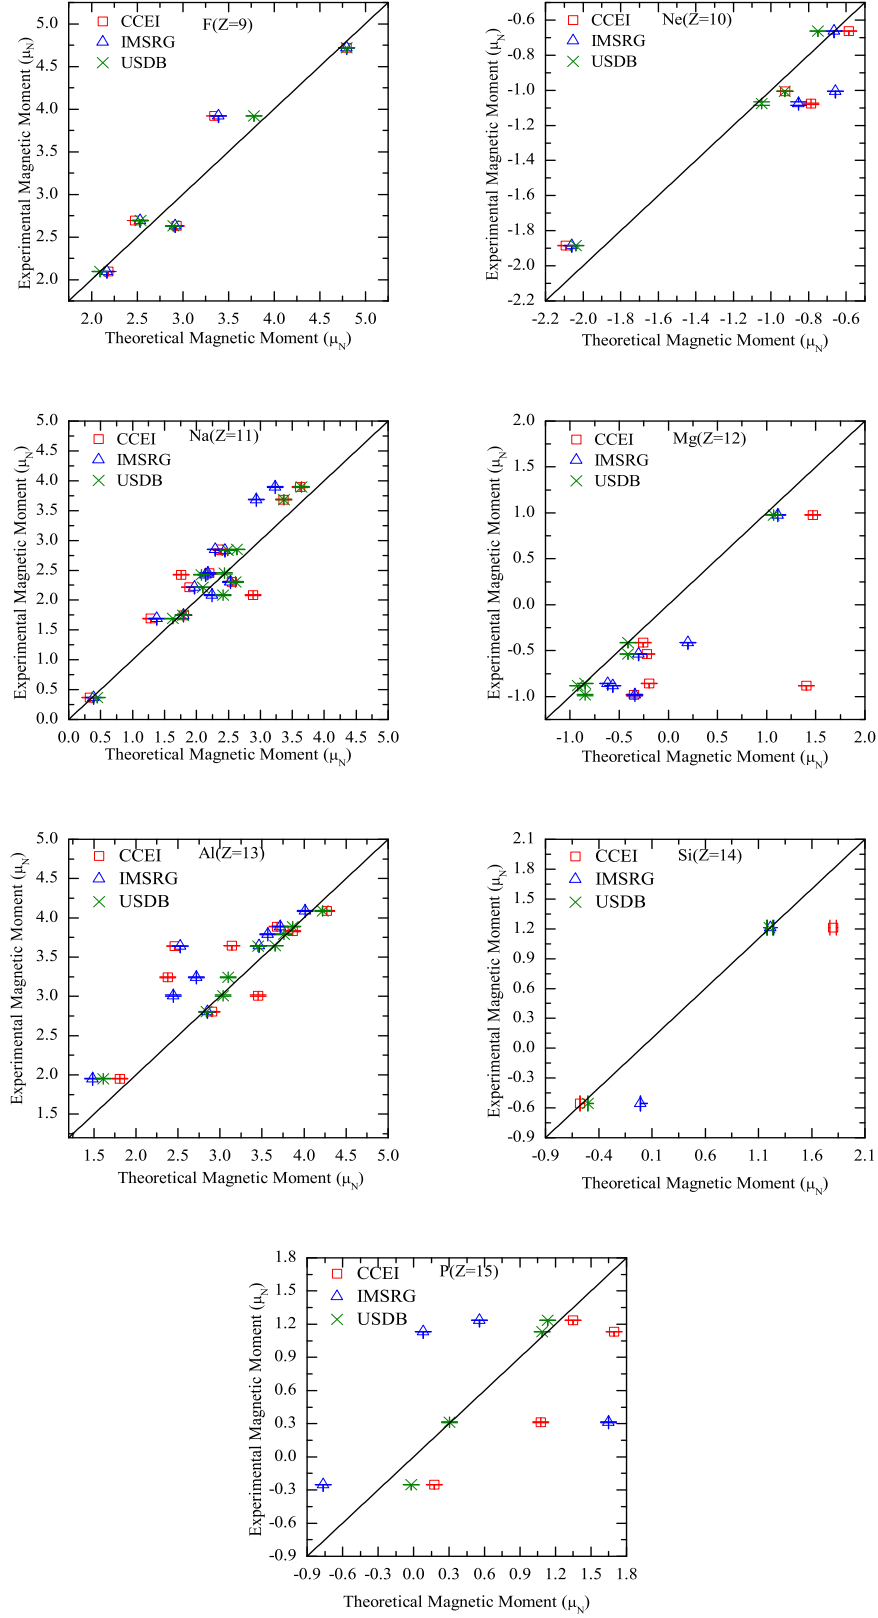 F(Z=9)
CCEI
IMSRG
USDB
5.0
4.5
4.0
3.5
3.0
2.5
2.0
2.0 2.5 3.0 3.5 4.0 4.5 5.0
Experimental Magnetic Moment (μN)
Theoretical Magnetic Moment (μN)
Ne(Z=10)
CCEI
IMSRG
USDB
-0.6
-0.8
-1.0
-1.2
-1.4
-1.6
-1.8
-2.0
-2.2
-2.2 -2.0 -1.8 -1.6 -1.4 -1.2 -1.0 -0.8 -0.6
Experimental Magnetic Moment (μN)
Theoretical Magnetic Moment (μN)
Na(Z=11)
CCEI
IMSRG
USDB
5.0
4.5
4.0
3.5
3.0
2.5
2.0
1.5
1.0
0.5
0.0
0.0 0.5 1.0 1.5 2.0 2.5 3.0 3.5 4.0 4.5 5.0
Experimental Magnetic Moment (μN)
Theoretical Magnetic Moment (μN)
Mg(Z=12)
CCEI
IMSRG
USDB
2.0
1.5
1.0
0.5
0.0
-0.5
-1.0
-1.0 -0.5 0.0 0.5 1.0 1.5 2.0
Experimental Magnetic Moment (μN)
Theoretical Magnetic Moment (μN)
Al(Z=13)
CCEI
IMSRG
USDB
5.0
4.5
4.0
3.5
3.0
2.5
2.0
1.5
1.5 2.0 2.5 3.0 3.5 4.0 4.5 5.0
Experimental Magnetic Moment (μN)
Theoretical Magnetic Moment (μN)
Si(Z=14)
CCEI
IMSRG
USDB
2.1
1.8
1.5
1.2
0.9
0.6
0.3
0.0
-0.3
-0.6
-0.9
-0.9 -0.4 0.1 0.6 1.1 1.6 2.1
Experimental Magnetic Moment (μN)
Theoretical Magnetic Moment (μN)
P(Z=15)
CCEI
IMSRG
USDB
1.8
1.5
1.2
0.9
0.6
0.3
0.0
-0.3
-0.6
-0.9
-0.9 -0.6 -0.3 0.0 0.3 0.6 0.9 1.2 1.5 1.8
Experimental Magnetic Moment (μN)
Theoretical Magnetic Moment (μN)